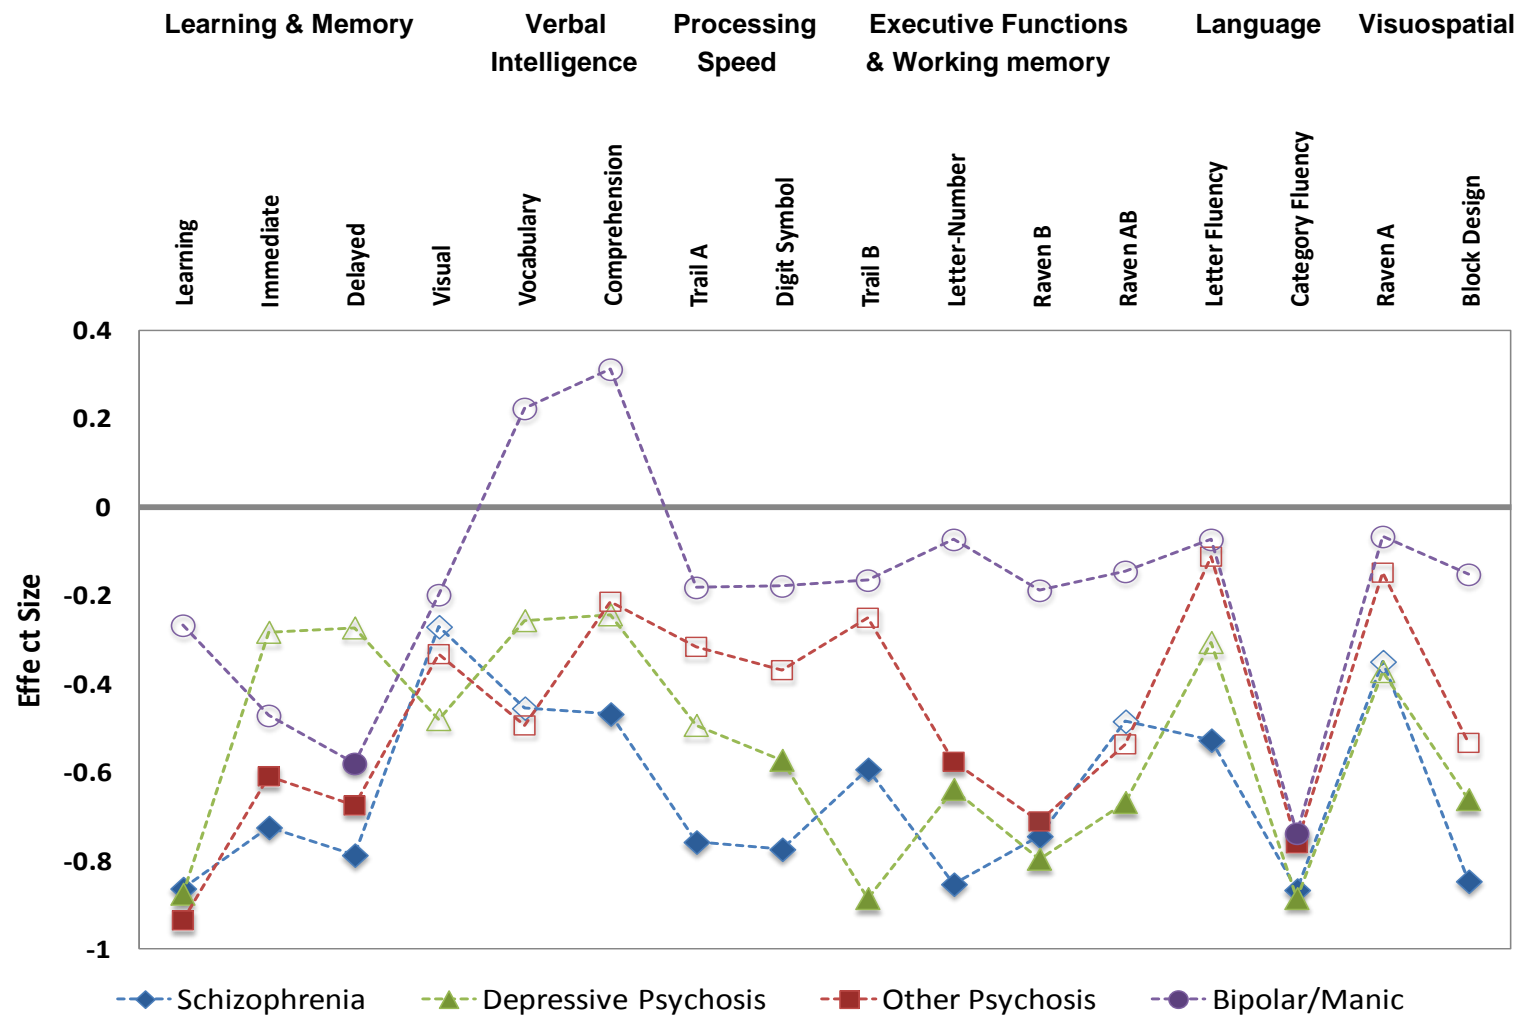 Learning & Memory
Verbal
Intelligence
Processing
Speed
Executive Functions
& Working memory
Language
Visuospatial
Learning
Immediate
Delayed
Visual
Vocabulary
Comprehension
Trail A
Digit Symbol
Trail B
Letter-Number
Raven B
Raven AB
Letter Fluency
Category Fluency
Raven A
Block Design
0.4
0.2
0
-0.2
-0.4
-0.6
-0.8
-1
Effe ct Size
Schizophrenia
Depressive Psychosis
Other Psychosis
Bipolar/Manic